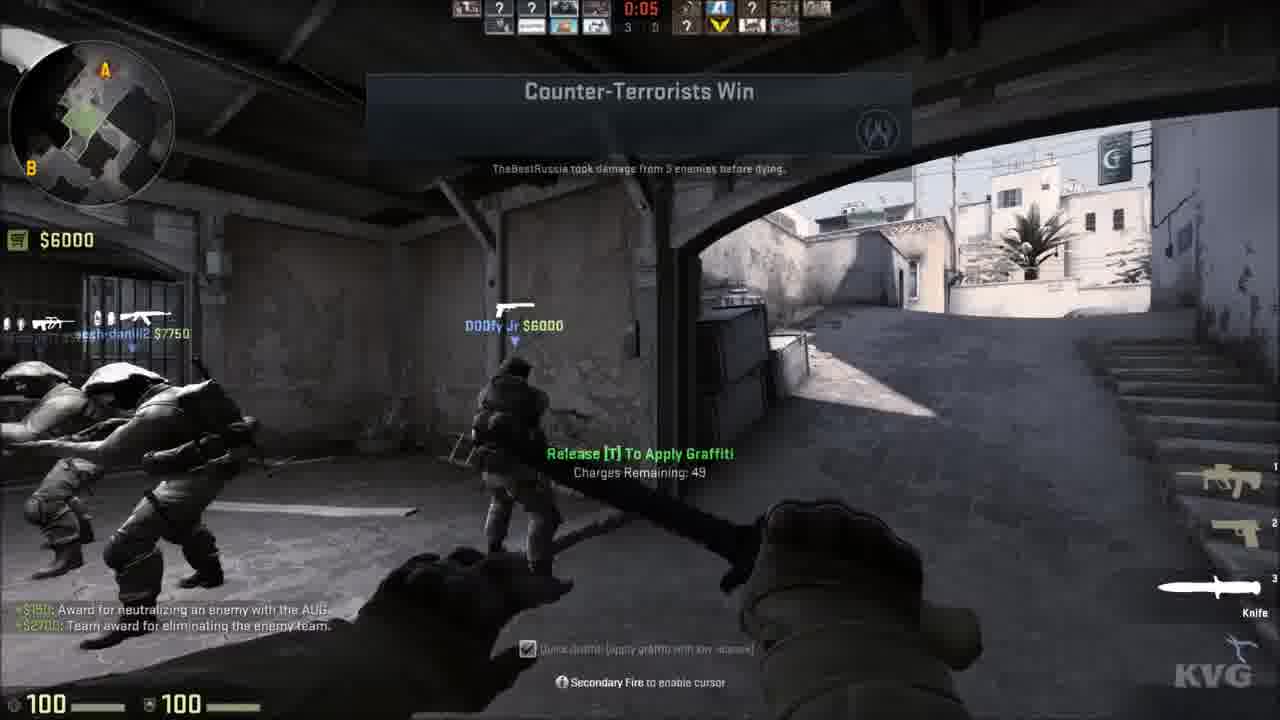 ? ? 0:05 ?
3
?
Counter-Terrorists Win
TheBestRussia took damage from 5 enemies before dying.
A
B
$6000
$7750
D00fy Jr $6000
Release [T] To Apply Graffiti
Charges Remaining: 49
1
2
3
Knife
+$150: Award for neutralizing an enemy with the AUG.
+$2700: Team award for eliminating the enemy team.
Secondary Fire to enable cursor
KVG
100
100